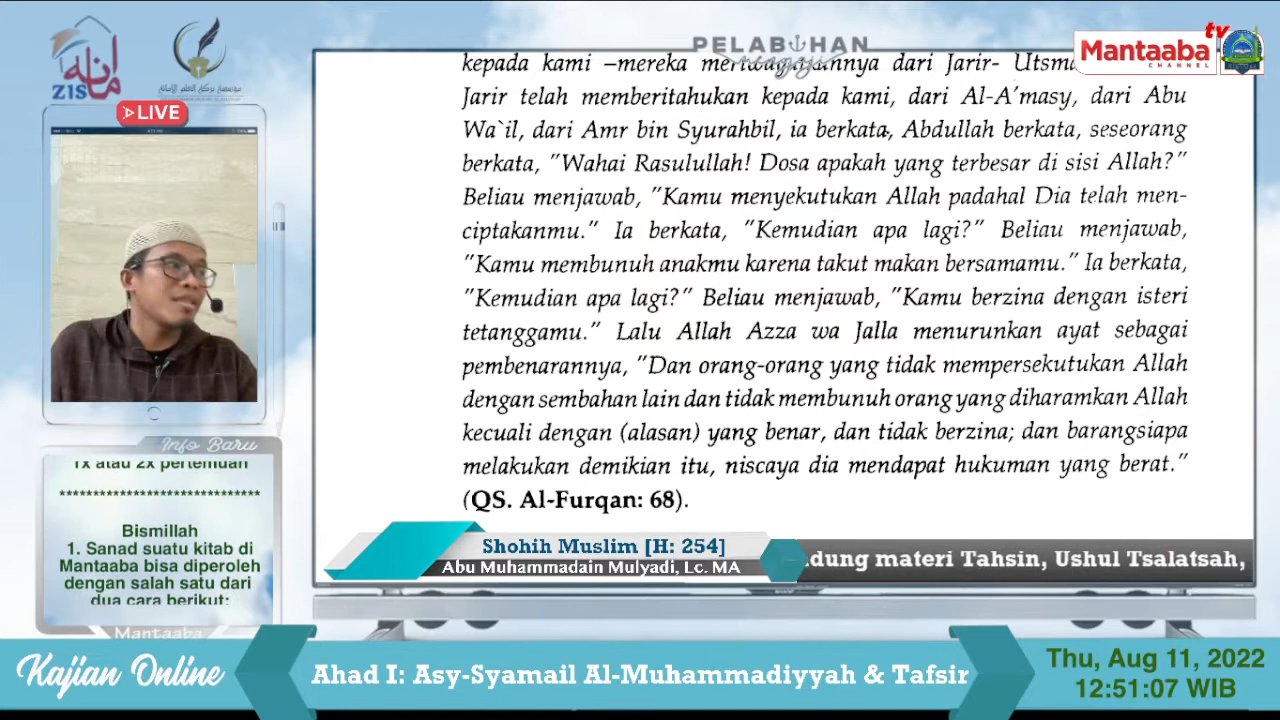 PELABUHAN
Mantaaba tv
CHANNEL
ZIS
LIVE
kepada kami –mereka dari Jarir- Utsm
Jarir telah memberitahukan kepada kami, dari Al-A'masy, dari Abu
Wa`il, dari Amr bin Syurahbil, ia berkata, Abdullah berkata, seseorang
berkata, "Wahai Rasulullah! Dosa apakah yang terbesar di sisi Allah?"
Beliau menjawab, "Kamu menyekutukan Allah padahal Dia telah men-
ciptakanmu." Ia berkata, "Kemudian apa lagi?" Beliau menjawab,
"Kamu membunuh anakmu karena takut makan bersamamu." Ia berkata,
"Kemudian apa lagi?" Beliau menjawab, "Kamu berzina dengan isteri
tetanggamu." Lalu Allah Azza wa Jalla menurunkan ayat sebagai
pembenarannya, "Dan orang-orang yang tidak mempersekutukan Allah
dengan sembahan lain dan tidak membunuh orang yang diharamkan Allah
kecuali dengan (alasan) yang benar, dan tidak berzina; dan barangsiapa
melakukan demikian itu, niscaya dia mendapat hukuman yang berat."
(QS. Al-Furqan: 68).
Info Baru
1x atau 2x pertemuan
******************************
Bismillah
1. Sanad suatu kitab di
Mantaaba bisa diperoleh
dengan salah satu dari
dua cara berikut:
Mantaaba
Shohih Muslim [H: 254]
Abu Muhammadain Mulyadi, Lc. MA
dung materi Tahsin, Ushul Tsalatsah,
Kajian Online
Ahad I: Asy-Syamail Al-Muhammadiyyah & Tafsir
Thu, Aug 11, 2022
12:51:07 WIB